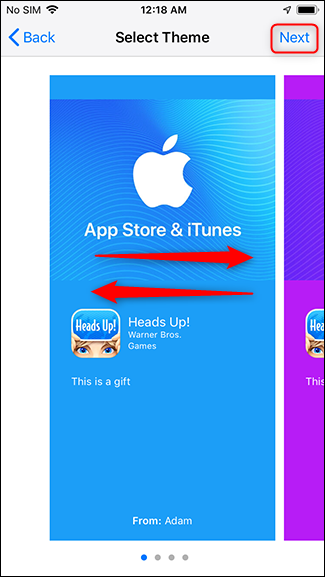 No SIM 12:18 AM
Back Select Theme Next
App Store & iTunes
Heads Up!
Heads Up!
Warner Bros.
Games
This is a gift
From: Adam